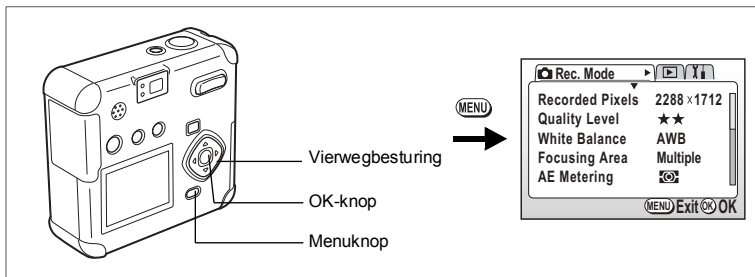 Vierwegbesturing
OK-knop
Menuknop
MENU
Rec. Mode
Recorded Pixels 2288×1712
Quality Level ★★
White Balance AWB
Focusing Area Multiple
AE Metering
MENU Exit OK OK